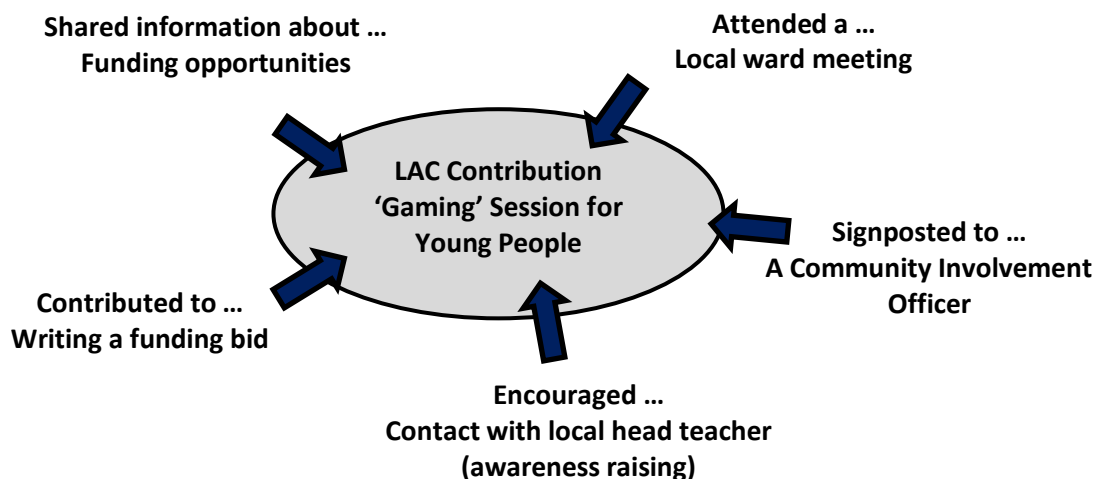 Shared information about …
Funding opportunities
Attended a …
Local ward meeting
LAC Contribution
‘Gaming’ Session for
Young People
Signposted to …
A Community Involvement
Officer
Contributed to …
Writing a funding bid
Encouraged …
Contact with local head teacher
(awareness raising)